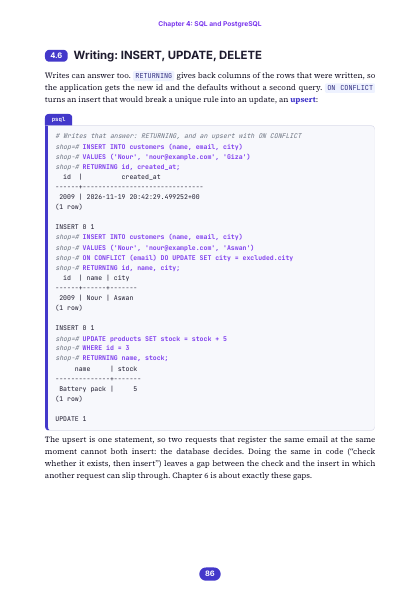 Chapter 4: SQL and PostgreSQL
4.6 Writing: INSERT, UPDATE, DELETE
Writes can answer too. RETURNING gives back columns of the rows that were written, so
the application gets the new id and the defaults without a second query. ON CONFLICT
turns an insert that would break a unique rule into an update, an upsert:
psql
# Writes that answer: RETURNING, and an upsert with ON CONFLICT
shop=# INSERT INTO customers (name, email, city)
shop-# VALUES ('Nour', 'nour@example.com', 'Giza')
shop-# RETURNING id, created_at;
id | created_at
------+-------------------------------
2009 | 2026-11-19 20:42:29.499252+00
(1 row)
INSERT 0 1
shop=# INSERT INTO customers (name, email, city)
shop-# VALUES ('Nour', 'nour@example.com', 'Aswan')
shop-# ON CONFLICT (email) DO UPDATE SET city = excluded.city
shop-# RETURNING id, name, city;
id | name | city
------+------+-------
2009 | Nour | Aswan
(1 row)
INSERT 0 1
shop=# UPDATE products SET stock = stock + 5
shop-# WHERE id = 3
shop-# RETURNING name, stock;
name | stock
--------------+-------
Battery pack | 5
(1 row)
UPDATE 1
The upsert is one statement, so two requests that register the same email at the same
moment cannot both insert: the database decides. Doing the same in code (“check
whether it exists, then insert”) leaves a gap between the check and the insert in which
another request can slip through. Chapter 6 is about exactly these gaps.
86